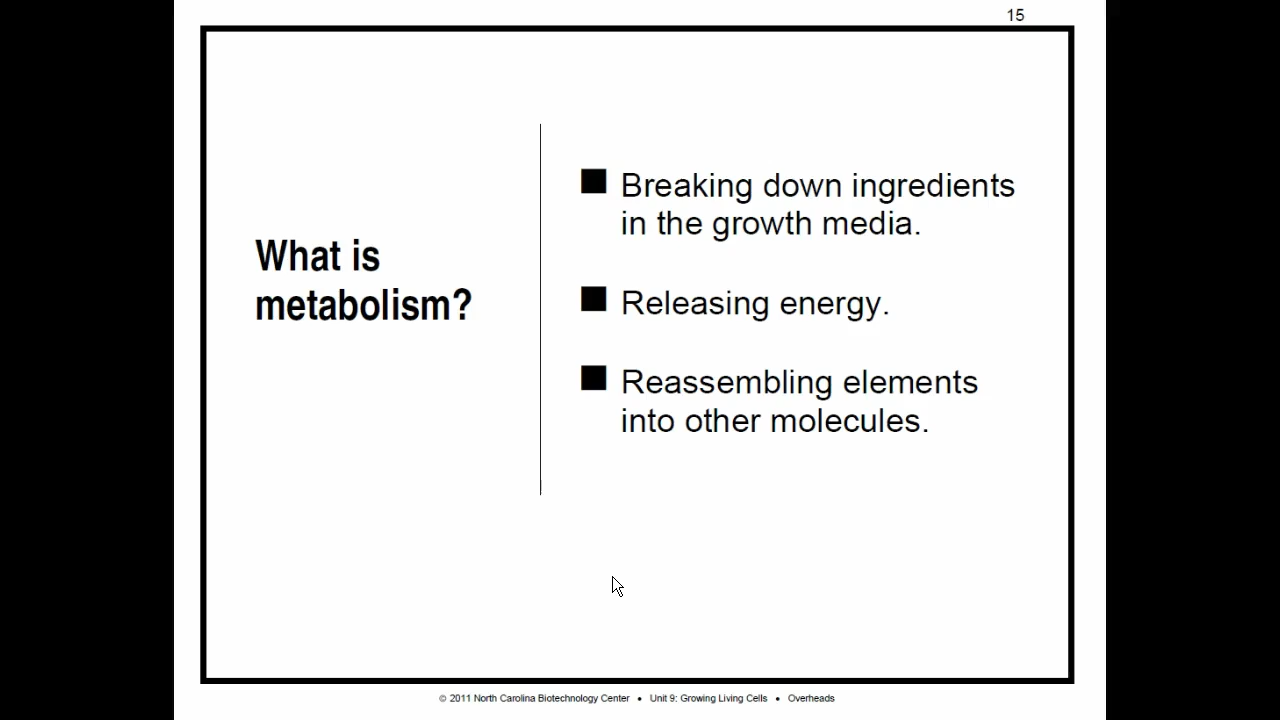 15
What is
metabolism?
Breaking down ingredients
in the growth media.
Releasing energy.
Reassembling elements
into other molecules.
© 2011 North Carolina Biotechnology Center • Unit 9: Growing Living Cells • Overheads